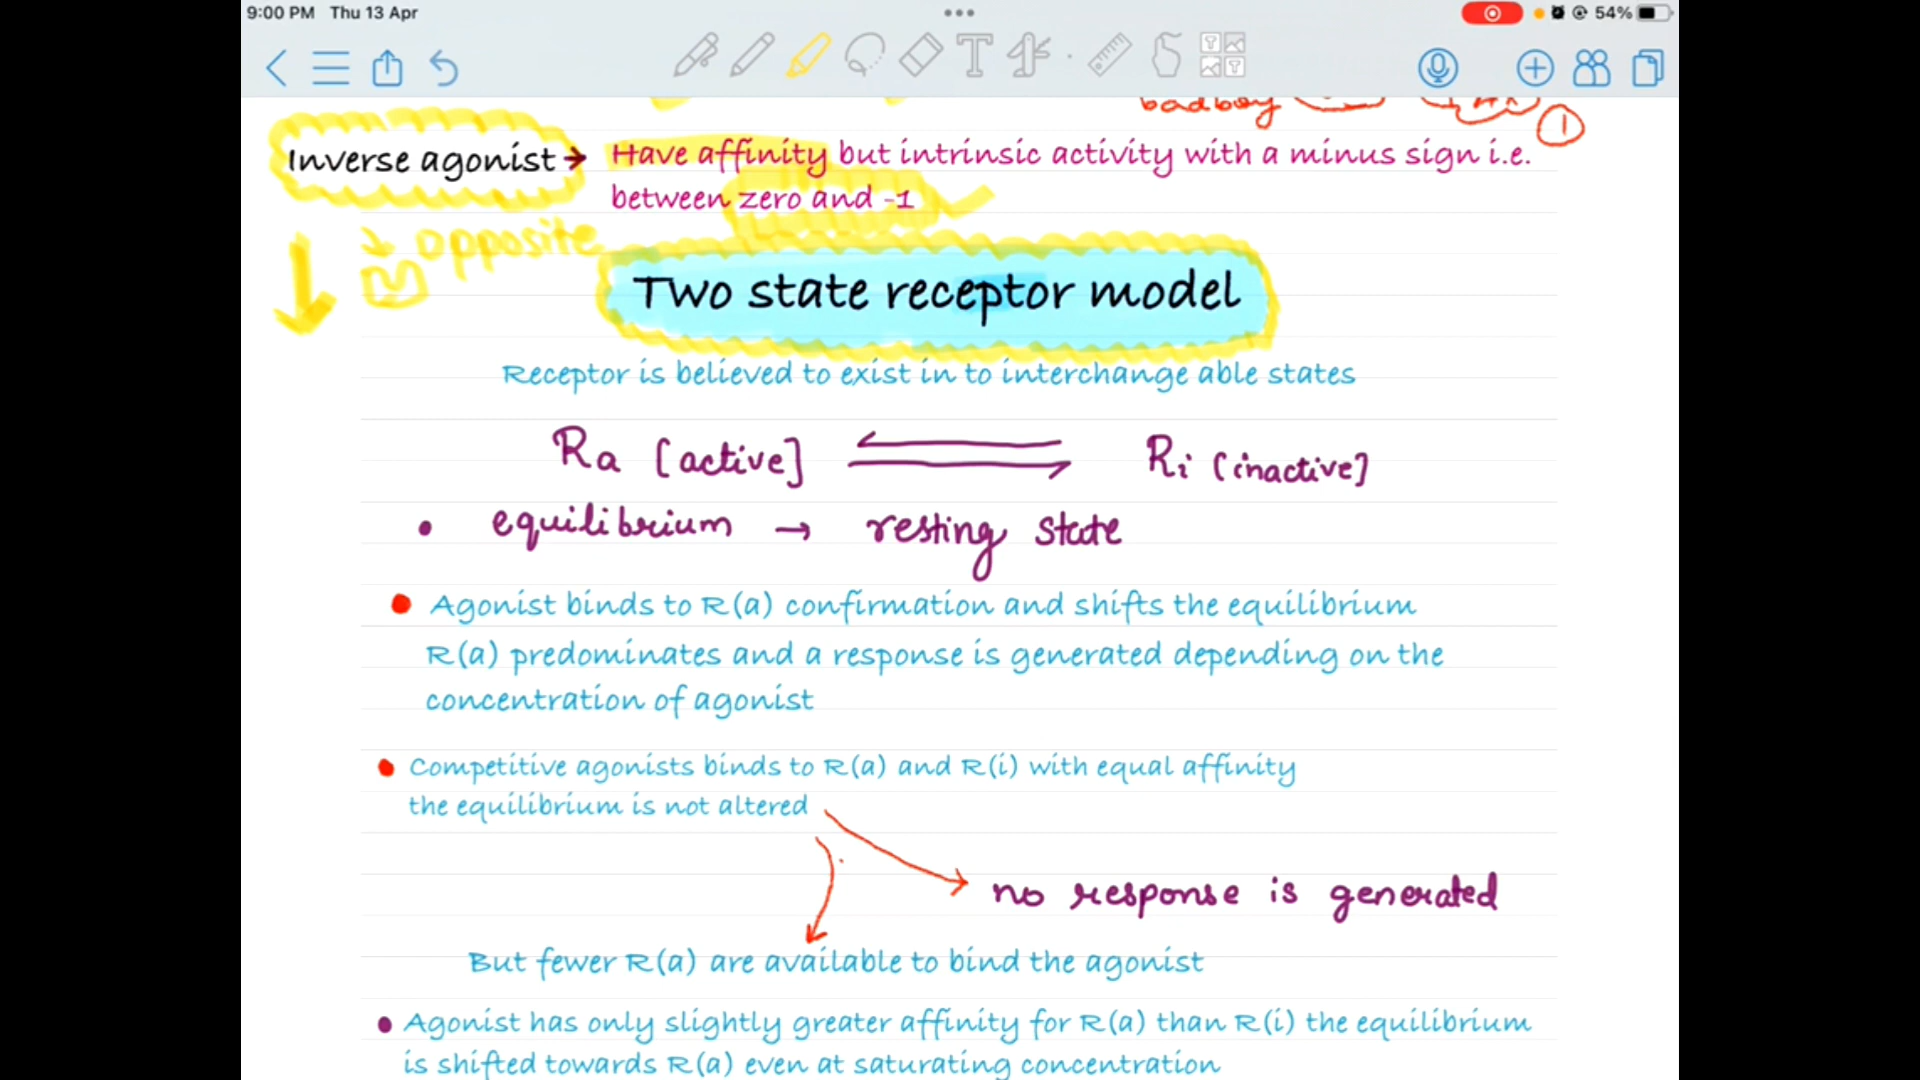 9:00 PM Thu 13 Apr
54%
badboy
1
Inverse agonist → Have affinity but intrinsic activity with a minus sign i.e.
between zero and -1
↓ opposite
Two state receptor model
Receptor is believed to exist in to interchange able states
Ra [active] ⇌ Ri [inactive]
• equilibrium → resting state
• Agonist binds to R(a) confirmation and shifts the equilibrium
R(a) predominates and a response is generated depending on the
concentration of agonist
• Competitive agonists binds to R(a) and R(i) with equal affinity
the equilibrium is not altered
no response is generated
But fewer R(a) are available to bind the agonist
• Agonist has only slightly greater affinity for R(a) than R(i) the equilibrium
is shifted towards R(a) even at saturating concentration